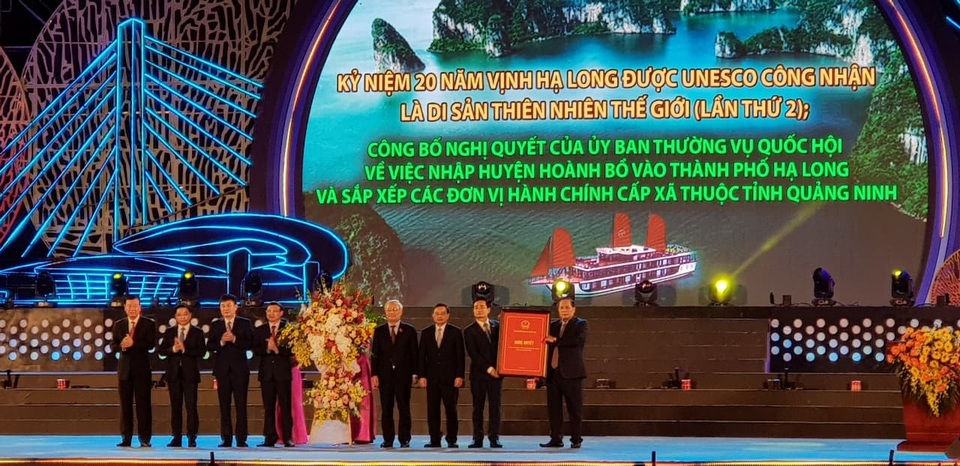 KỶ NIỆM 20 NĂM VỊNH HẠ LONG ĐƯỢC UNESCO CÔNG NHẬN
LÀ DI SẢN THIÊN NHIÊN THẾ GIỚI (LẦN THỨ 2);
CÔNG BỐ NGHỊ QUYẾT CỦA ỦY BAN THƯỜNG VỤ QUỐC HỘI
VỀ VIỆC NHẬP HUYỆN HOÀNH BỒ VÀO THÀNH PHỐ HẠ LONG
VÀ SẮP XẾP CÁC ĐƠN VỊ HÀNH CHÍNH CẤP XÃ THUỘC TỈNH QUẢNG NINH
NGHỊ QUYẾT